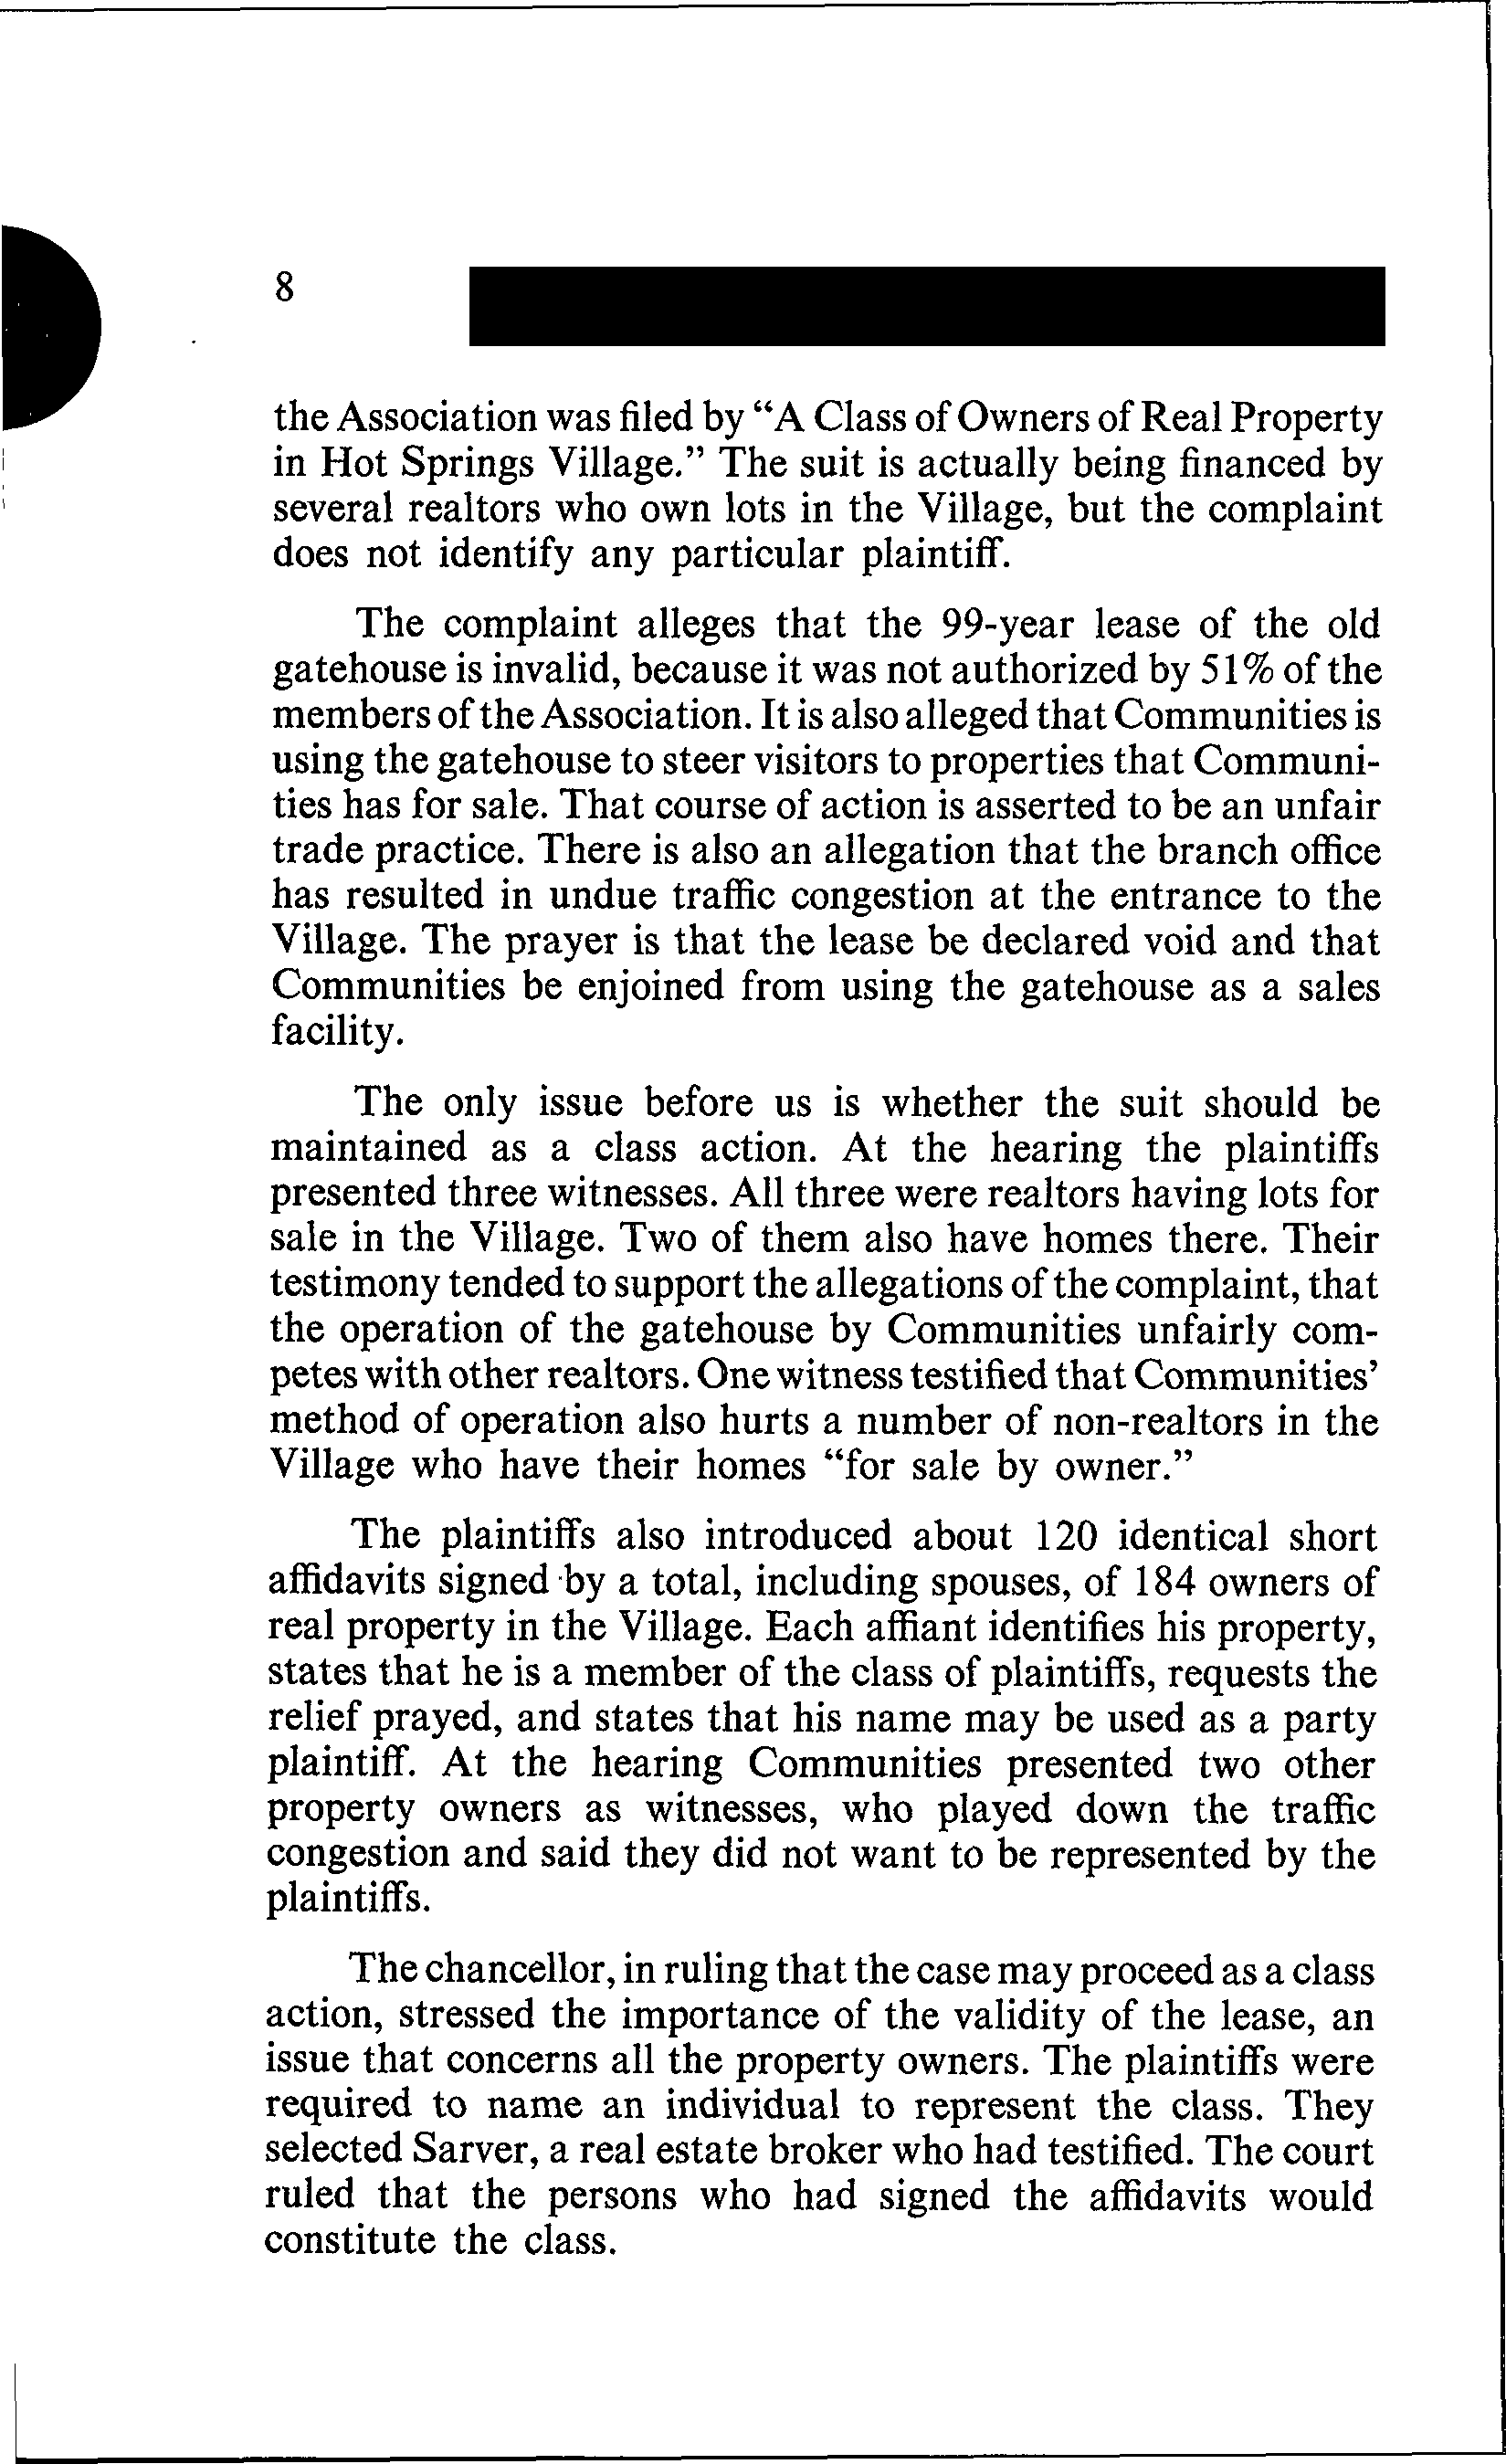 8
the Association was filed by “A Class of Owners of Real Property
in Hot Springs Village.” The suit is actually being financed by
several realtors who own lots in the Village, but the complaint
does not identify any particular plaintiff.
The complaint alleges that the 99-year lease of the old
gatehouse is invalid, because it was not authorized by 51% of the
members of the Association. It is also alleged that Communities is
using the gatehouse to steer visitors to properties that Communi-
ties has for sale. That course of action is asserted to be an unfair
trade practice. There is also an allegation that the branch office
has resulted in undue traffic congestion at the entrance to the
Village. The prayer is that the lease be declared void and that
Communities be enjoined from using the gatehouse as a sales
facility.
The only issue before us is whether the suit should be
maintained as a class action. At the hearing the plaintiffs
presented three witnesses. All three were realtors having lots for
sale in the Village. Two of them also have homes there. Their
testimony tended to support the allegations of the complaint, that
the operation of the gatehouse by Communities unfairly com-
petes with other realtors. One witness testified that Communities’
method of operation also hurts a number of non-realtors in the
Village who have their homes “for sale by owner.”
The plaintiffs also introduced about 120 identical short
affidavits signed by a total, including spouses, of 184 owners of
real property in the Village. Each affiant identifies his property,
states that he is a member of the class of plaintiffs, requests the
relief prayed, and states that his name may be used as a party
plaintiff. At the hearing Communities presented two other
property owners as witnesses, who played down the traffic
congestion and said they did not want to be represented by the
plaintiffs.
The chancellor, in ruling that the case may proceed as a class
action, stressed the importance of the validity of the lease, an
issue that concerns all the property owners. The plaintiffs were
required to name an individual to represent the class. They
selected Sarver, a real estate broker who had testified. The court
ruled that the persons who had signed the affidavits would
constitute the class.